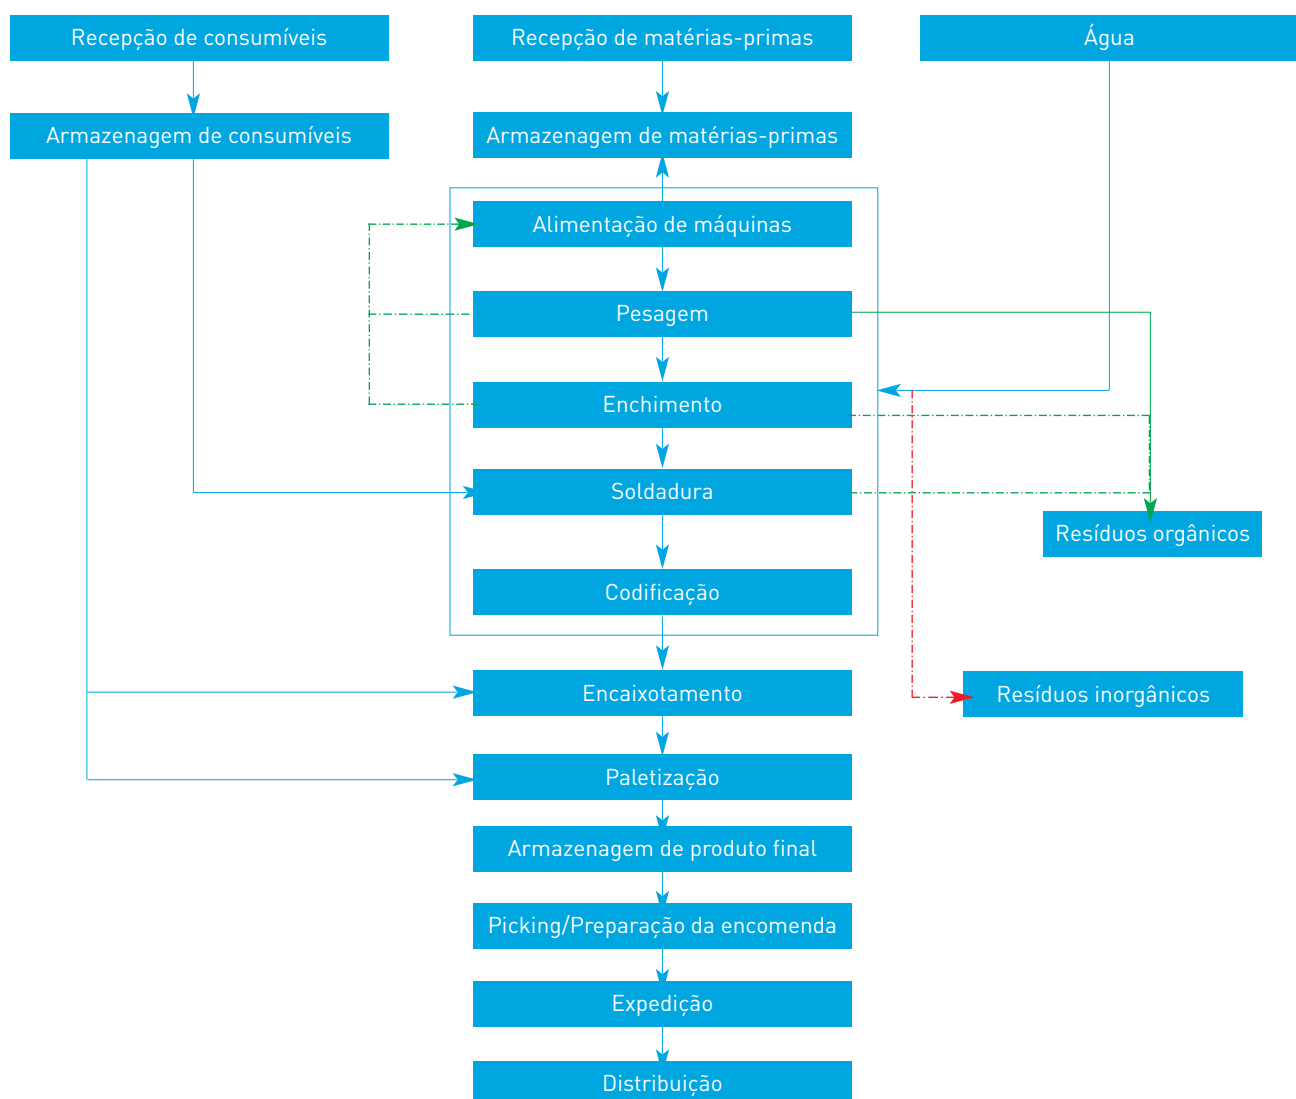 Recepção de consumíveis
Recepção de matérias-primas
Água
Armazenagem de consumíveis
Armazenagem de matérias-primas
Alimentação de máquinas
Pesagem
Enchimento
Soldadura
Resíduos orgânicos
Codificação
Encaixotamento
Resíduos inorgânicos
Paletização
Armazenagem de produto final
Picking/Preparação da encomenda
Expedição
Distribuição